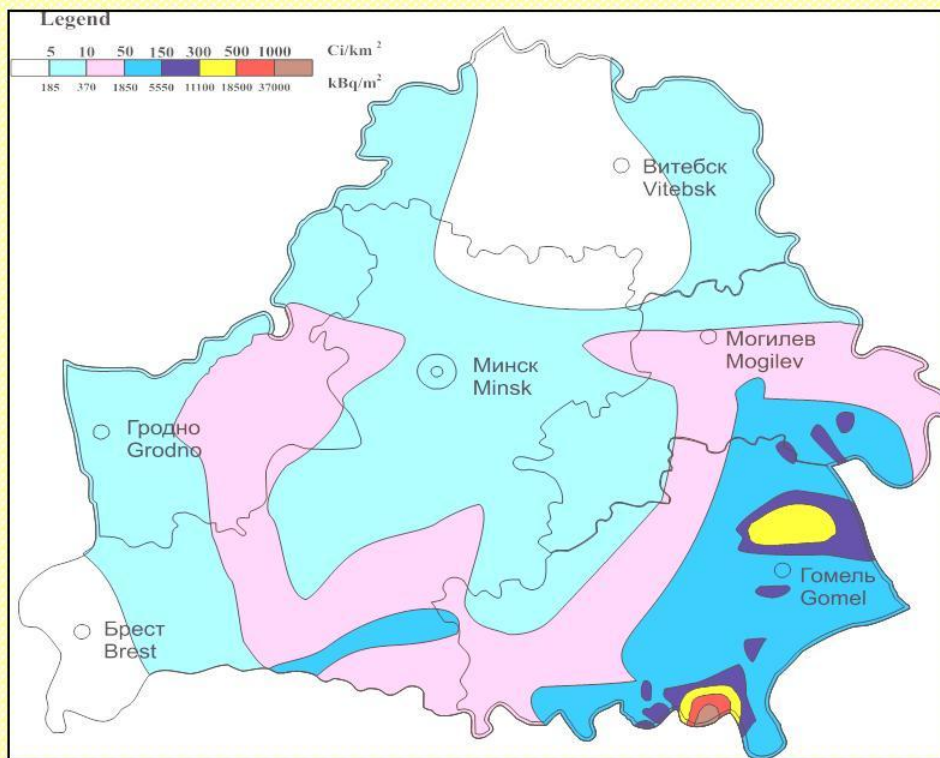 Legend
5 10 50 150 300 500 1000 Ci/km²
185 370 1850 5550 11100 18500 37000 kBq/m²
Витебск
Vitebsk
Могилев
Mogilev
Минск
Minsk
Гродно
Grodno
Гомель
Gomel
Брест
Brest